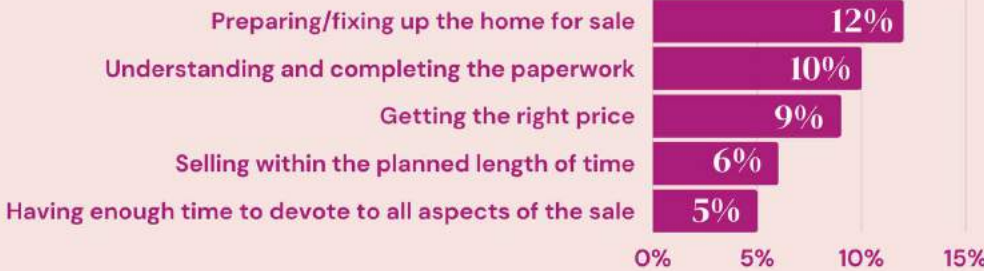 Preparing/fixing up the home for sale 12%
Understanding and completing the paperwork 10%
Getting the right price 9%
Selling within the planned length of time 6%
Having enough time to devote to all aspects of the sale 5%
0% 5% 10% 15%